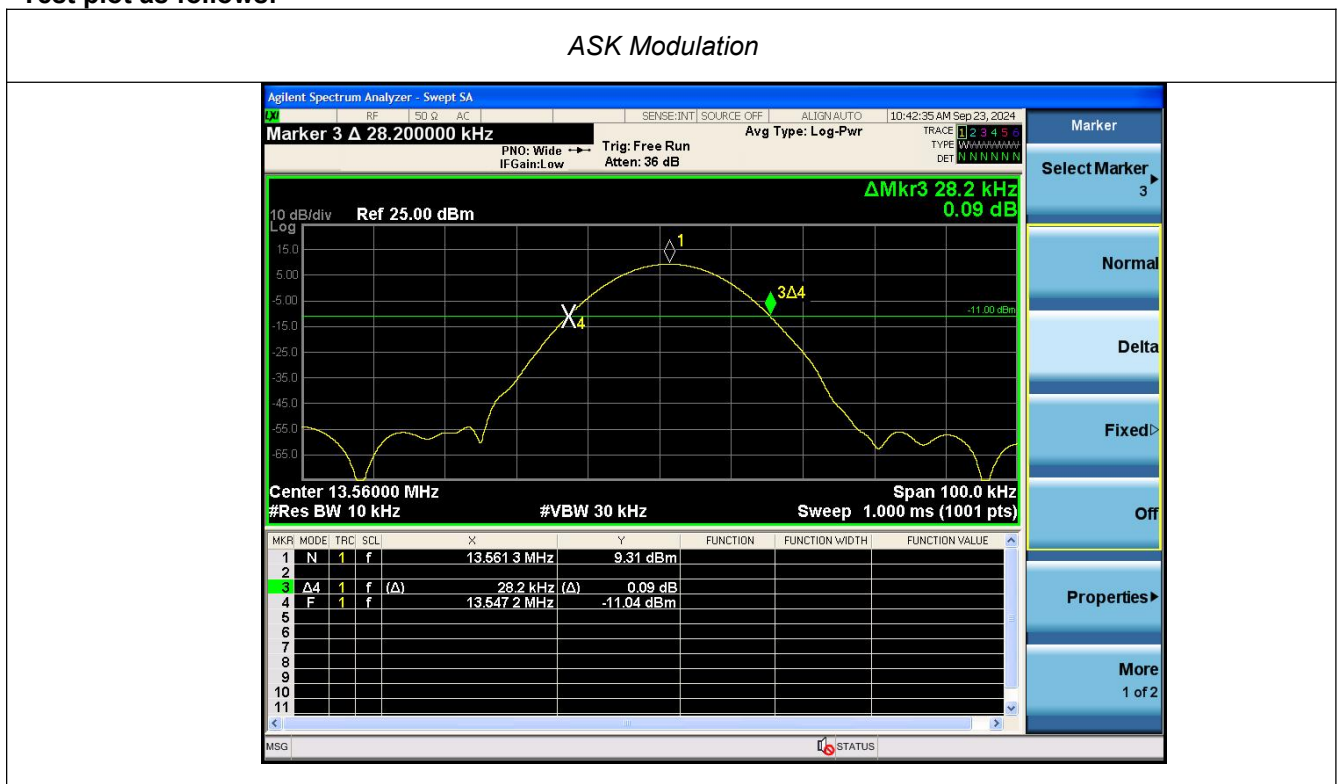 Test plot as follows:
ASK Modulation
Agilent Spectrum Analyzer - Swept SA
LXI RF 50 Ω AC SENSE:INT SOURCE OFF ALIGN AUTO 10:42:35 AM Sep 23, 2024
Marker 3 Δ 28.200000 kHz
PNO: Wide
IFGain:Low
Trig: Free Run
Atten: 36 dB
Avg Type: Log-Pwr
TRACE 1 2 3 4 5 6
TYPE WWWWWW
DET N N N N N N
ΔMkr3 28.2 kHz
0.09 dB
10 dB/div Ref 25.00 dBm
Log
15.0
5.00
-5.00
-15.0
-25.0
-35.0
-45.0
-55.0
-65.0
1
3Δ4
4
-11.00 dBm
Center 13.56000 MHz Span 100.0 kHz
#Res BW 10 kHz #VBW 30 kHz Sweep 1.000 ms (1001 pts)
MKR MODE TRC SCL X Y FUNCTION FUNCTION WIDTH FUNCTION VALUE
1 N 1 f 13.561 3 MHz 9.31 dBm
2
3 Δ4 1 f (Δ) 28.2 kHz (Δ) 0.09 dB
4 F 1 f 13.547 2 MHz -11.04 dBm
5
6
7
8
9
10
11
MSG STATUS
Marker
Select Marker
3
Normal
Delta
Fixed
Off
Properties
More
1 of 2